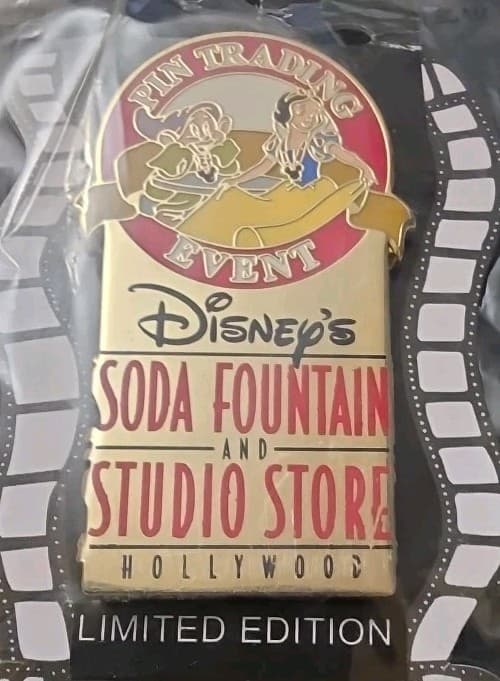 PIN TRADING
EVENT
Disney's
SODA FOUNTAIN
AND
STUDIO STORE
HOLLYWOOD
LIMITED EDITION